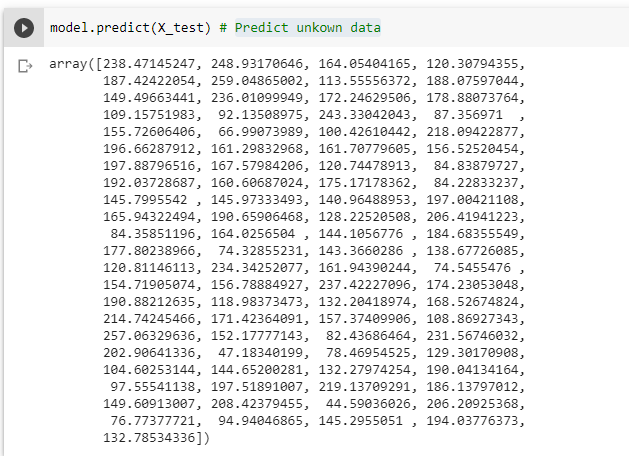 model.predict(X_test) # Predict unkown data
array([238.47145247, 248.93170646, 164.05404165, 120.30794355,
187.42422054, 259.04865002, 113.55556372, 188.07597044,
149.49663441, 236.01099949, 172.24629506, 178.88073764,
109.15751983, 92.13508975, 243.33042043, 87.356971 ,
155.72606406, 66.99073989, 100.42610442, 218.09422877,
196.66287912, 161.29832968, 161.70779605, 156.52520454,
197.88796516, 167.57984206, 120.74478913, 84.83879727,
192.03728687, 160.60687024, 175.17178362, 84.22833237,
145.7995542 , 145.97333493, 140.96488953, 197.00421108,
165.94322494, 190.65906468, 128.22520508, 206.41941223,
84.35851196, 164.0256504 , 144.1056776 , 184.68355549,
177.80238966, 74.32855231, 143.3660286 , 138.67726085,
120.81146113, 234.34252077, 161.94390244, 74.5455476 ,
154.71905074, 156.78884927, 237.42227096, 174.23053048,
190.88212635, 118.98373473, 132.20418974, 168.52674824,
214.74245466, 171.42364091, 157.37409906, 108.86927343,
257.06329636, 152.17777143, 82.43686464, 231.56746032,
202.90641336, 47.18340199, 78.46954525, 129.30170908,
104.60253144, 144.65200281, 132.27974254, 190.04134164,
97.55541138, 197.51891007, 219.13709291, 186.13797012,
149.60913007, 208.42379455, 44.59036026, 206.20925368,
76.77377721, 94.94046865, 145.2955051 , 194.03776373,
132.78534336])